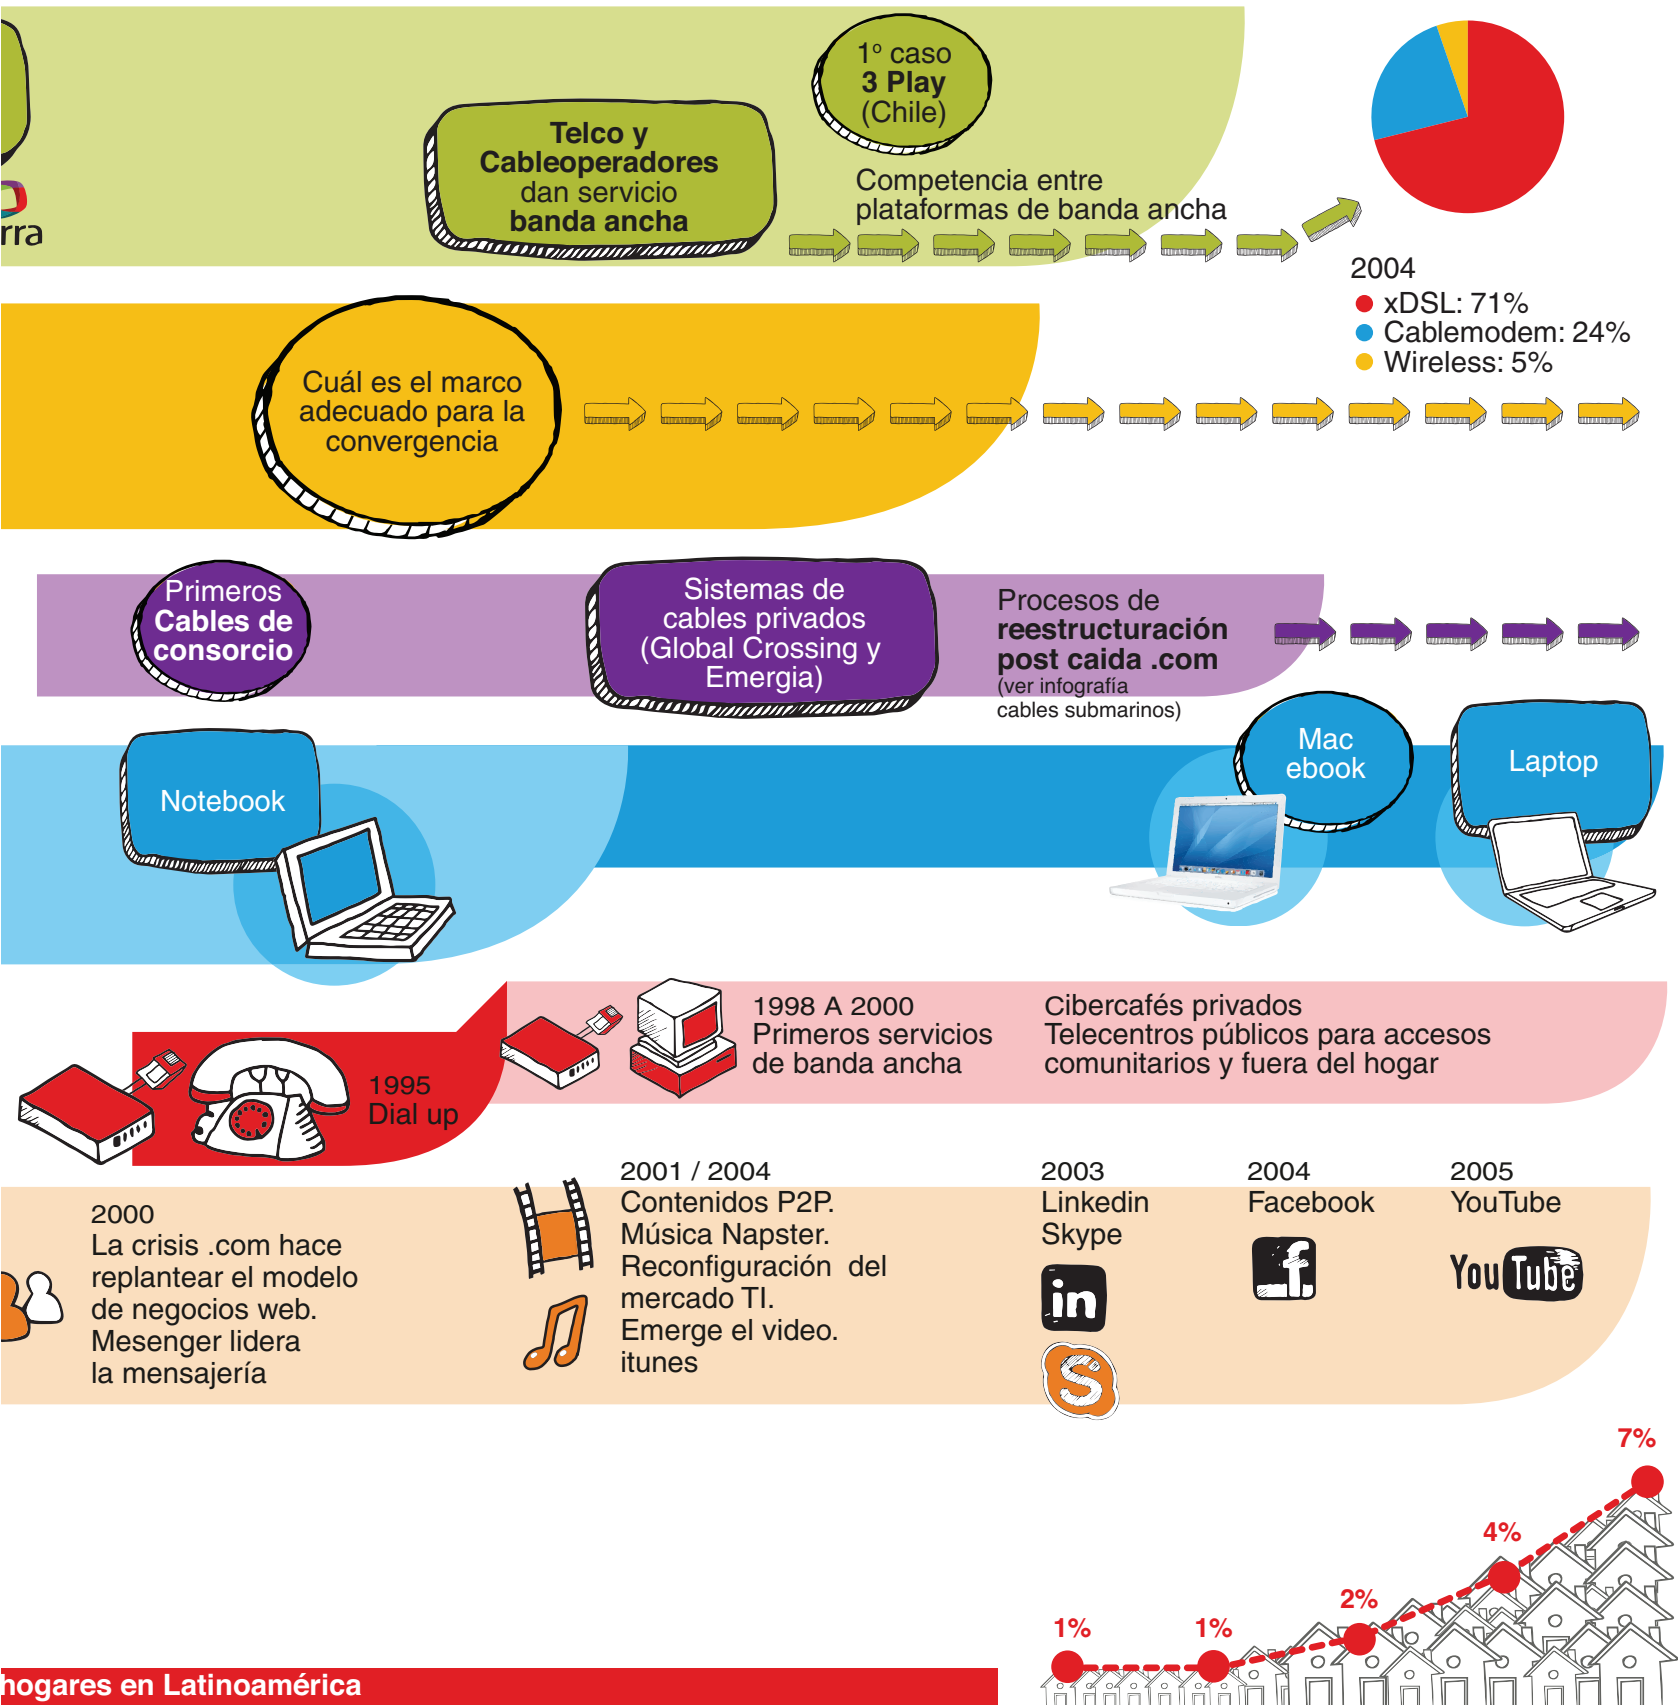 rra
Telco y
Cableoperadores
dan servicio
banda ancha
1º caso
3 Play
(Chile)
Competencia entre
plataformas de banda ancha
2004
xDSL: 71%
Cablemodem: 24%
Wireless: 5%
Cuál es el marco
adecuado para la
convergencia
Primeros
Cables de
consorcio
Sistemas de
cables privados
(Global Crossing y
Emergia)
Procesos de
reestructuración
post caida .com
(ver infografía
cables submarinos)
Notebook
Mac
ebook
Laptop
1995
Dial up
1998 A 2000
Primeros servicios
de banda ancha
Cibercafés privados
Telecentros públicos para accesos
comunitarios y fuera del hogar
2000
La crisis .com hace
replantear el modelo
de negocios web.
Mesenger lidera
la mensajería
2001 / 2004
Contenidos P2P.
Música Napster.
Reconfiguración del
mercado TI.
Emerge el video.
itunes
2003
Linkedin
Skype
in
S
2004
Facebook
f
2005
YouTube
YouTube
1%
1%
2%
4%
7%
hogares en Latinoamérica